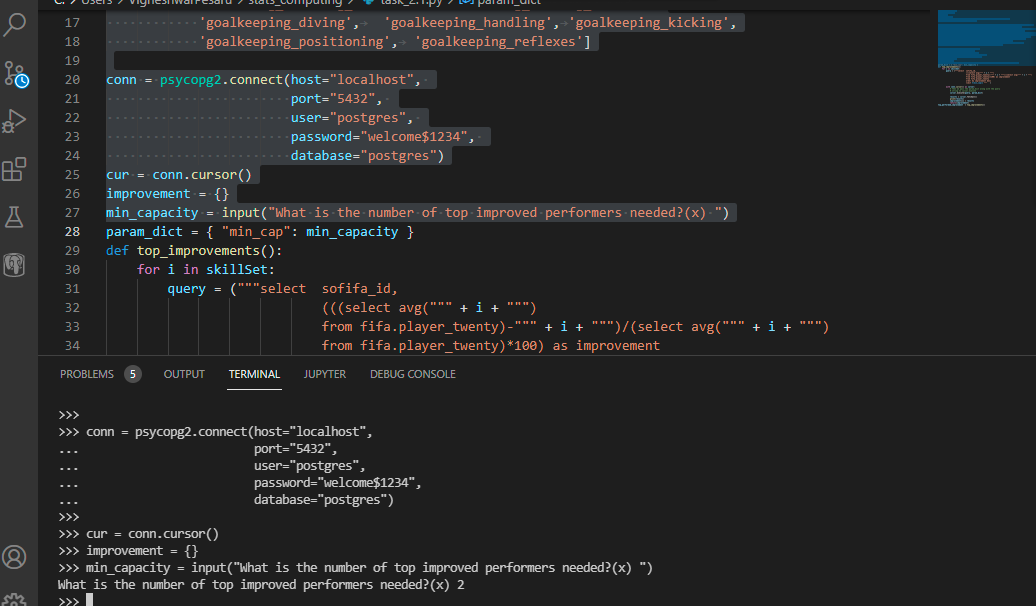 C: > Users > VigheshwarPesaru > stats_computing > task_2.1.py > param_dict
17 'goalkeeping_diving', 'goalkeeping_handling', 'goalkeeping_kicking',
18 'goalkeeping_positioning', 'goalkeeping_reflexes']
19
20 conn = psycopg2.connect(host="localhost",
21 port="5432",
22 user="postgres",
23 password="welcome$1234",
24 database="postgres")
25 cur = conn.cursor()
26 improvement = {}
27 min_capacity = input("What is the number of top improved performers needed?(x) ")
28 param_dict = { "min_cap": min_capacity }
29 def top_improvements():
30 for i in skillSet:
31 query = ("""select sofifa_id,
32 (((select avg(""" + i + """)
33 from fifa.player_twenty)-""" + i + """)/(select avg(""" + i + """)
34 from fifa.player_twenty)*100) as improvement
PROBLEMS 5 OUTPUT TERMINAL JUPYTER DEBUG CONSOLE
>>>
>>> conn = psycopg2.connect(host="localhost",
... port="5432",
... user="postgres",
... password="welcome$1234",
... database="postgres")
>>>
>>> cur = conn.cursor()
>>> improvement = {}
>>> min_capacity = input("What is the number of top improved performers needed?(x) ")
What is the number of top improved performers needed?(x) 2
>>>